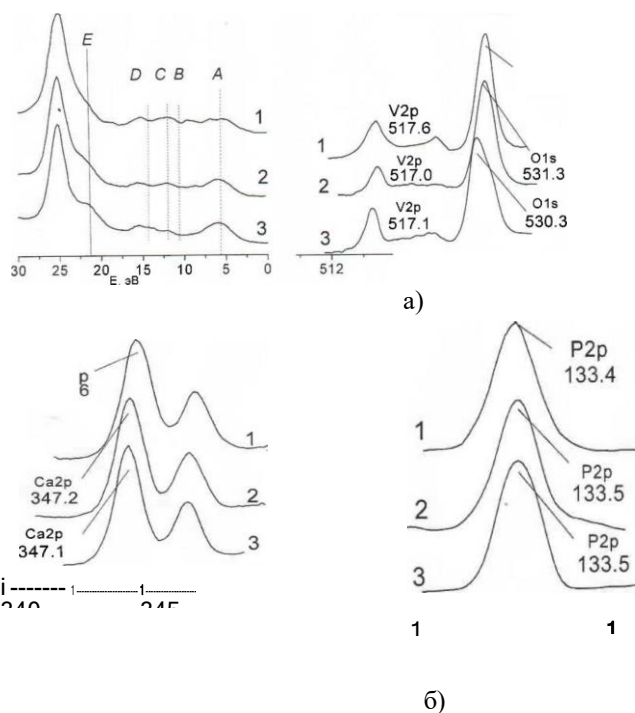 E
D C B A
1
2
3
30 25 20 15 10 5 0
E. эВ
V2p
517.6
1
V2p
517.0
2
V2p
517.1
3
O1s
531.3
O1s
530.3
512
а)
р
6
1
Ca2p
347.2
2
Ca2p
347.1
3
P2p
133.4
1
P2p
133.5
2
P2p
133.5
3
1 1
б)